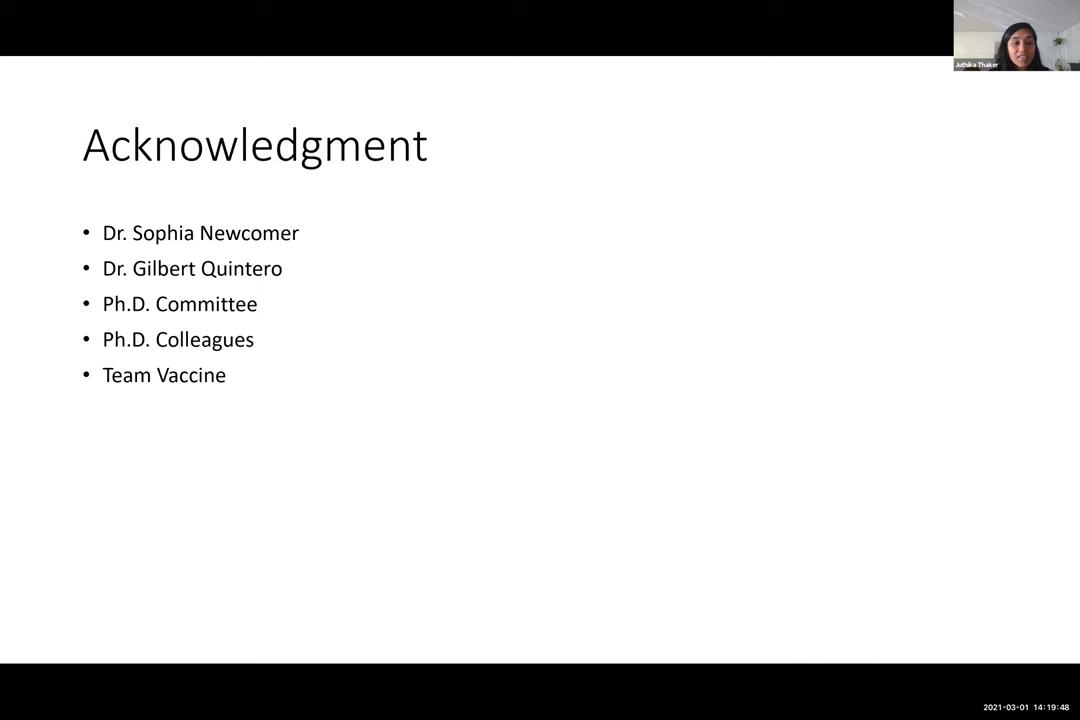 Juthika Thaker
Acknowledgment
• Dr. Sophia Newcomer
• Dr. Gilbert Quintero
• Ph.D. Committee
• Ph.D. Colleagues
• Team Vaccine
2021-03-01 14:19:48